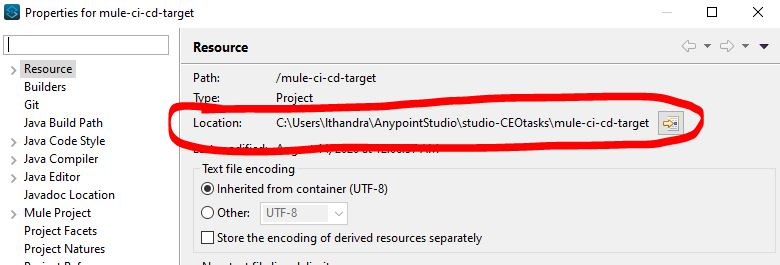 Properties for mule-ci-cd-target
Resource
Builders
Git
Java Build Path
Java Code Style
Java Compiler
Java Editor
Javadoc Location
Mule Project
Project Facets
Project Natures
Resource
Path: /mule-ci-cd-target
Type: Project
Location: C:\Users\lthandra\AnypointStudio\studio-CEOtasks\mule-ci-cd-target
Text file encoding
Inherited from container (UTF-8)
Other: UTF-8
Store the encoding of derived resources separately